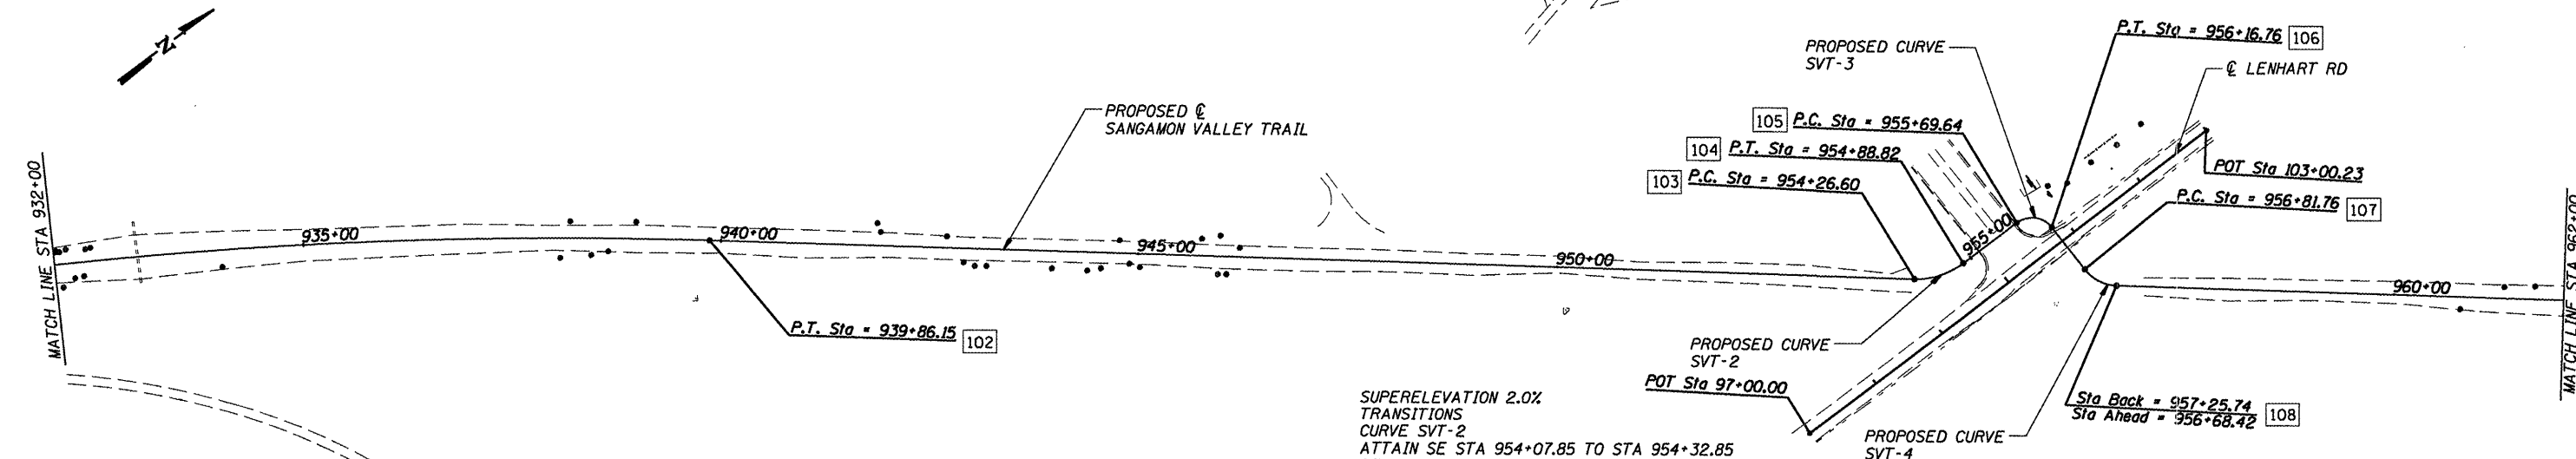 N
MATCH LINE STA 932+00
935+00
940+00
P.T. Sta = 939+86.15 102
PROPOSED ℄
SANGAMON VALLEY TRAIL
945+00
950+00
PROPOSED CURVE
SVT-3
P.T. Sta = 956+16.76 106
℄ LENHART RD
105 P.C. Sta = 955+69.64
104 P.T. Sta = 954+88.82
103 P.C. Sta = 954+26.60
955+00
POT Sta 103+00.23
P.C. Sta = 956+81.76 107
960+00
MATCH LINE STA 962+00
PROPOSED CURVE
SVT-2
POT Sta 97+00.00
SUPERELEVATION 2.0%
TRANSITIONS
CURVE SVT-2
ATTAIN SE STA 954+07.85 TO STA 954+32.85
Sta Back = 957+25.74
Sta Ahead = 956+68.42 108
PROPOSED CURVE
SVT-4